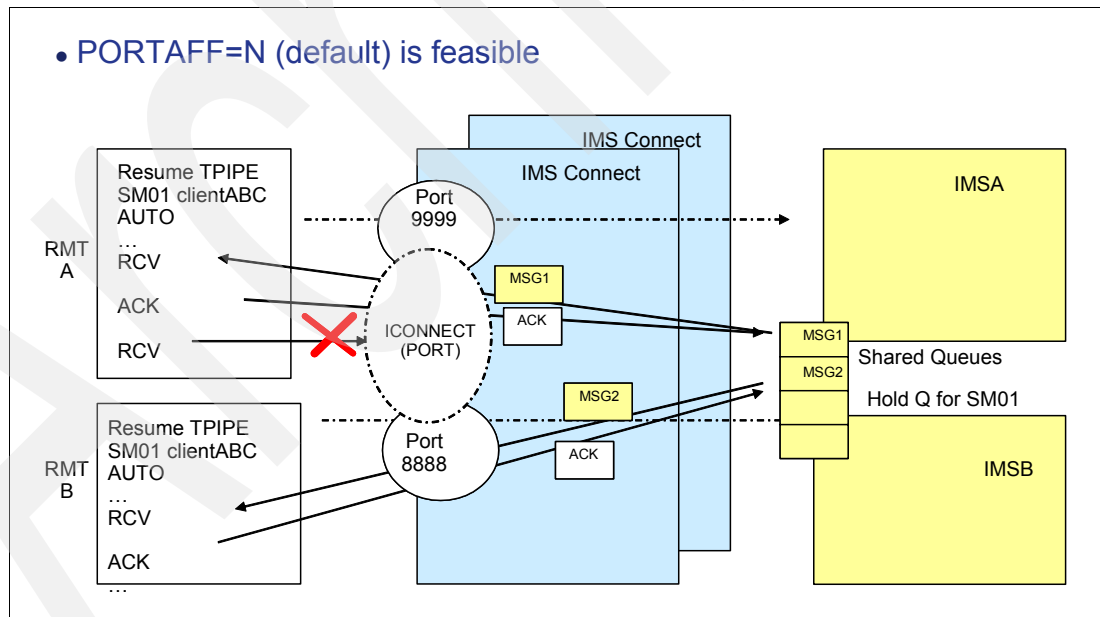 • PORTAFF=N (default) is feasible
IMS Connect
IMS Connect
IMSA
Resume TPIPE
SM01 clientABC
AUTO
…
RCV
ACK
RCV
RMT
A
Port
9999
MSG1
ACK
ICONNECT
(PORT)
MSG1
MSG2
Shared Queues
Hold Q for SM01
MSG2
ACK
Port
8888
RMT
B
Resume TPIPE
SM01 clientABC
AUTO
…
RCV
ACK
…
IMSB